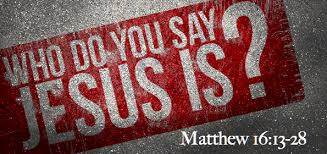 WHO DO YOU SAY
JESUS IS?
Matthew 16:13-28